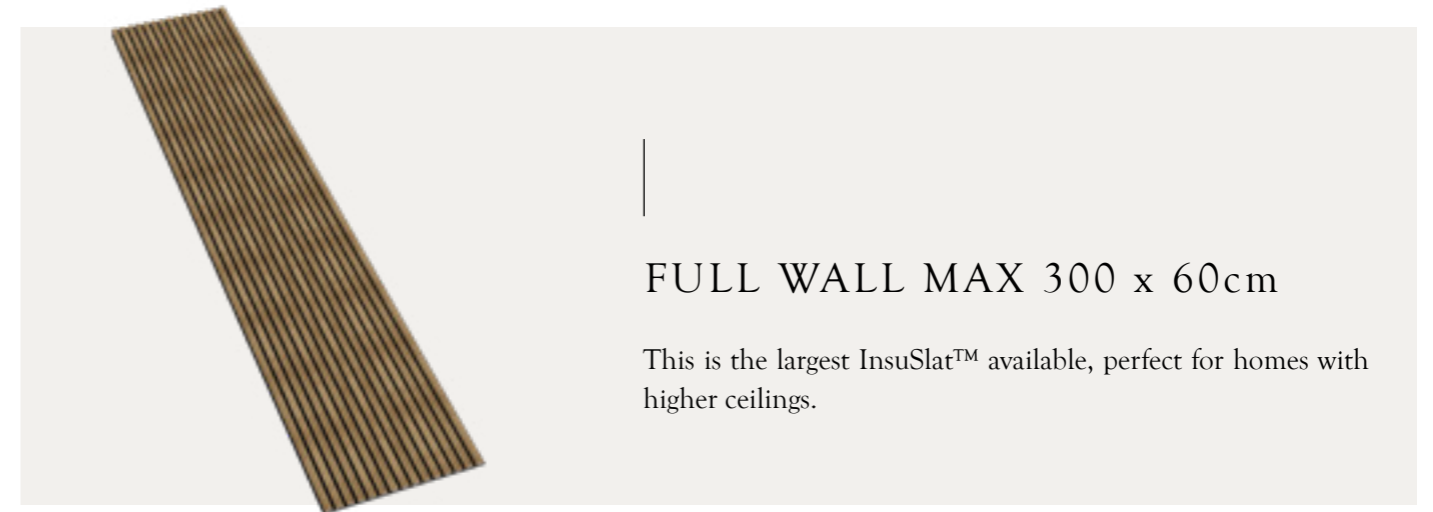 FULL WALL MAX 300 x 60cm
This is the largest InsuSlat™ available, perfect for homes with
higher ceilings.